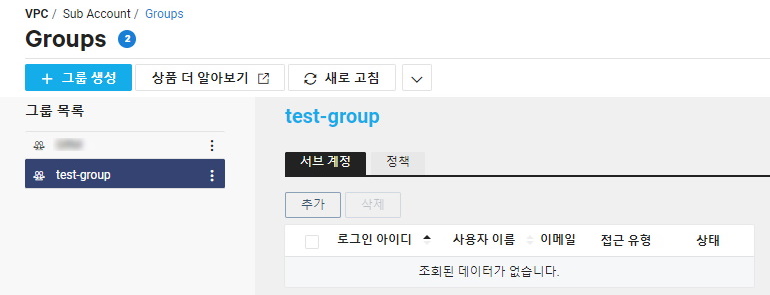 VPC / Sub Account / Groups
Groups 2
+ 그룹 생성 상품 더 알아보기 새로 고침
그룹 목록
test-group
test-group
서브 계정 정책
추가 삭제
로그인 아이디 사용자 이름 이메일 접근 유형 상태
조회된 데이터가 없습니다.